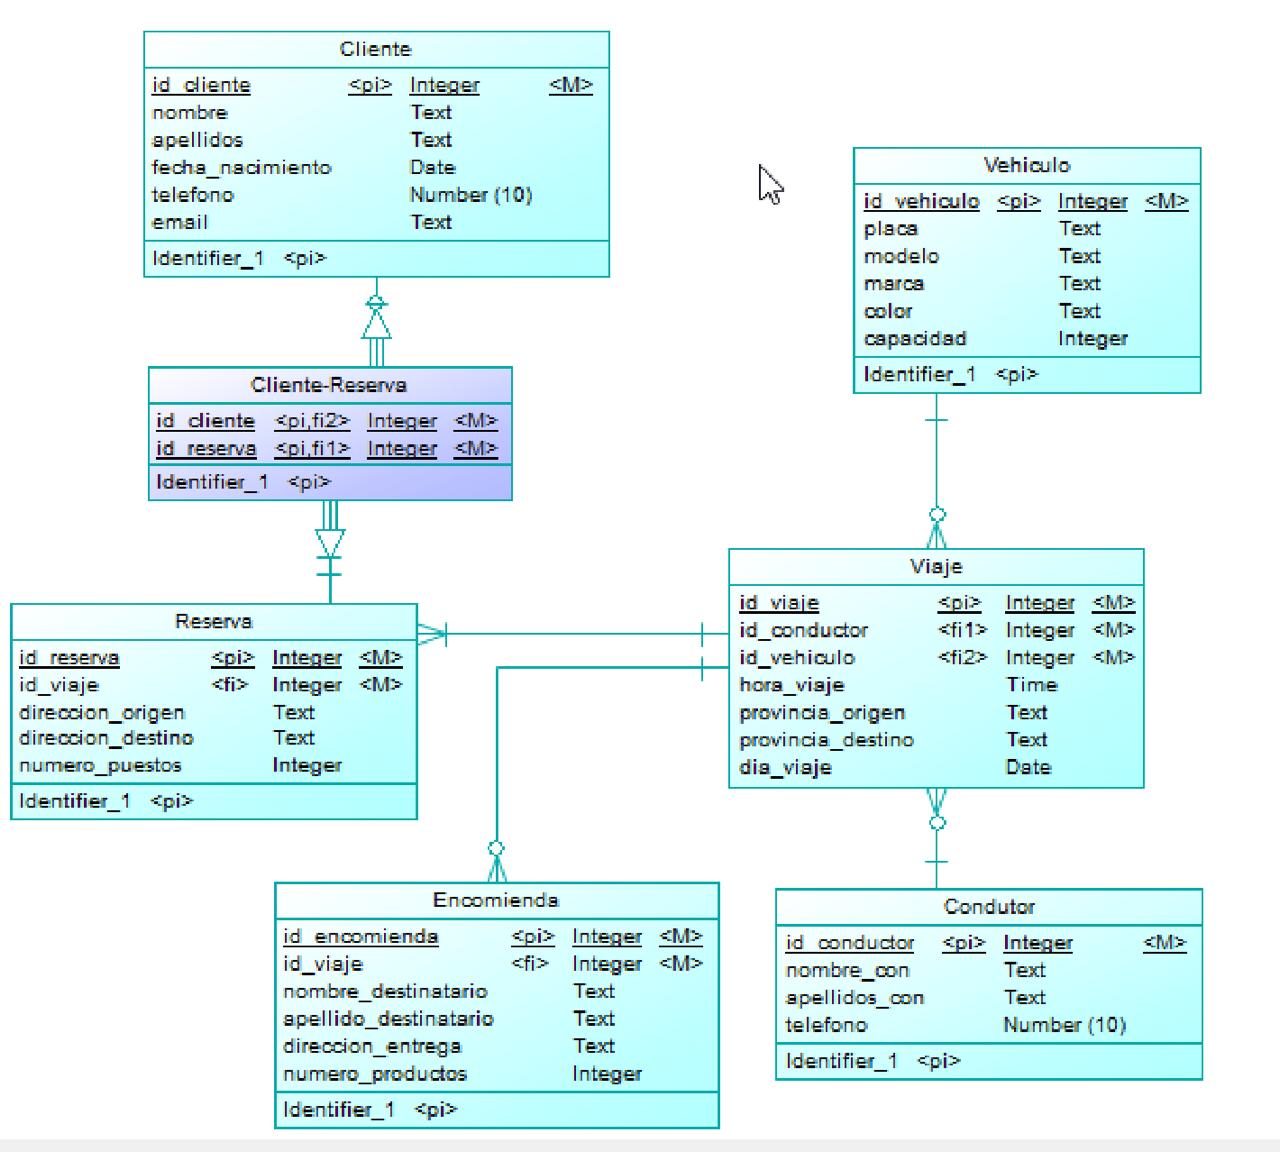 Cliente
id_cliente <pi> Integer <M>
nombre Text
apellidos Text
fecha_nacimiento Date
telefono Number (10)
email Text
Identifier_1 <pi>
Vehiculo
id_vehiculo <pi> Integer <M>
placa Text
modelo Text
marca Text
color Text
capacidad Integer
Identifier_1 <pi>
Cliente-Reserva
id_cliente <pi,fi2> Integer <M>
id_reserva <pi,fi1> Integer <M>
Identifier_1 <pi>
Viaje
id_viaje <pi> Integer <M>
id_conductor <fi1> Integer <M>
id_vehiculo <fi2> Integer <M>
hora_viaje Time
provincia_origen Text
provincia_destino Text
dia_viaje Date
Reserva
id_reserva <pi> Integer <M>
id_viaje <fi> Integer <M>
direccion_origen Text
direccion_destino Text
numero_puestos Integer
Identifier_1 <pi>
Encomienda
id_encomienda <pi> Integer <M>
id_viaje <fi> Integer <M>
nombre_destinatario Text
apellido_destinatario Text
direccion_entrega Text
numero_productos Integer
Identifier_1 <pi>
Condutor
id_conductor <pi> Integer <M>
nombre_con Text
apellidos_con Text
telefono Number (10)
Identifier_1 <pi>